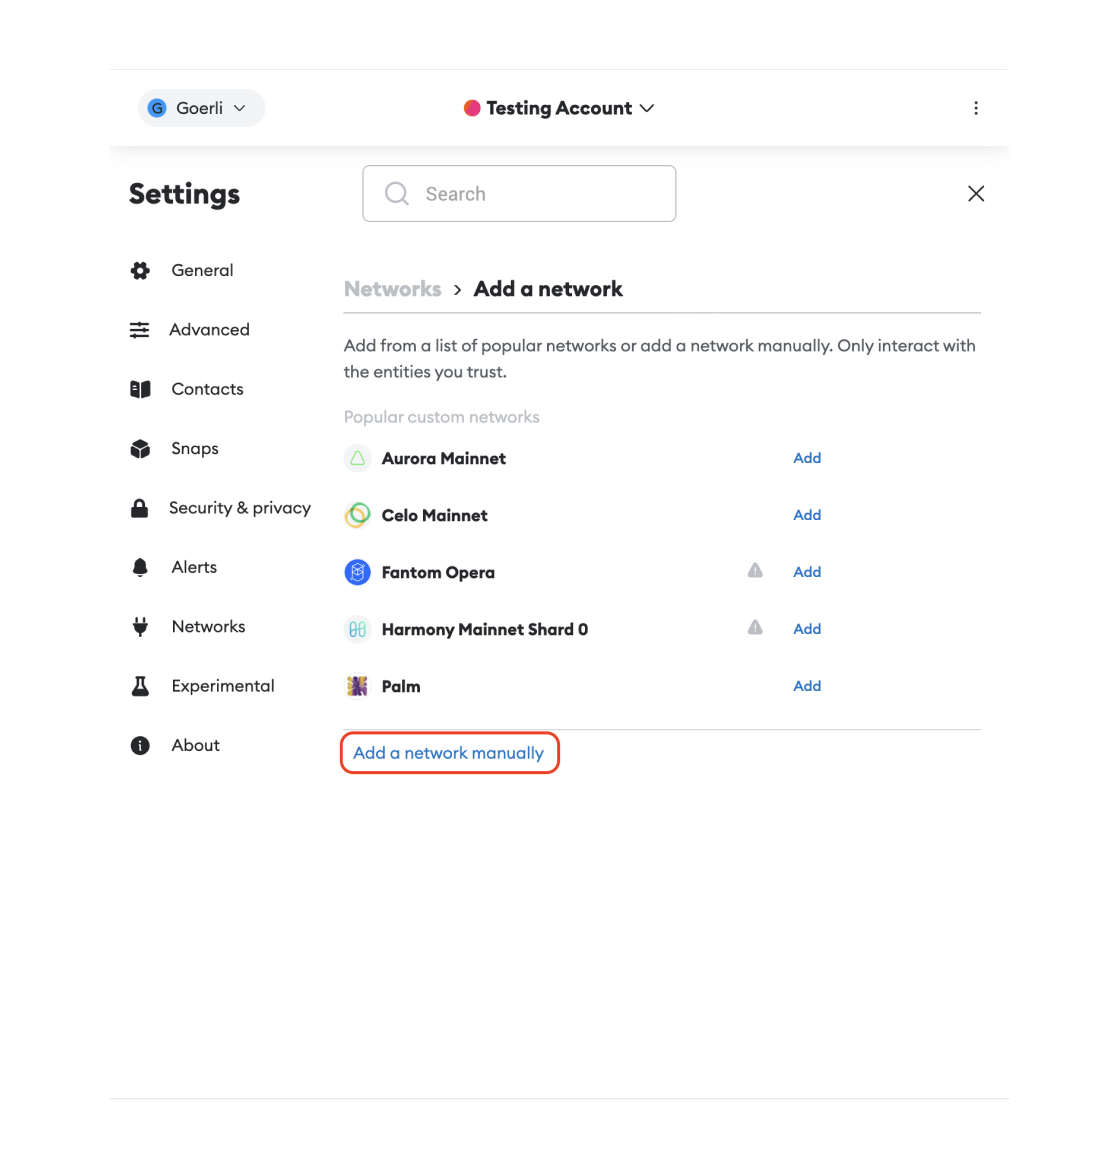 G Goerli
Testing Account
Settings
Search
General
Advanced
Contacts
Snaps
Security & privacy
Alerts
Networks
Experimental
About
Networks > Add a network
Add from a list of popular networks or add a network manually. Only interact with
the entities you trust.
Popular custom networks
Aurora Mainnet Add
Celo Mainnet Add
Fantom Opera Add
Harmony Mainnet Shard 0 Add
Palm Add
Add a network manually